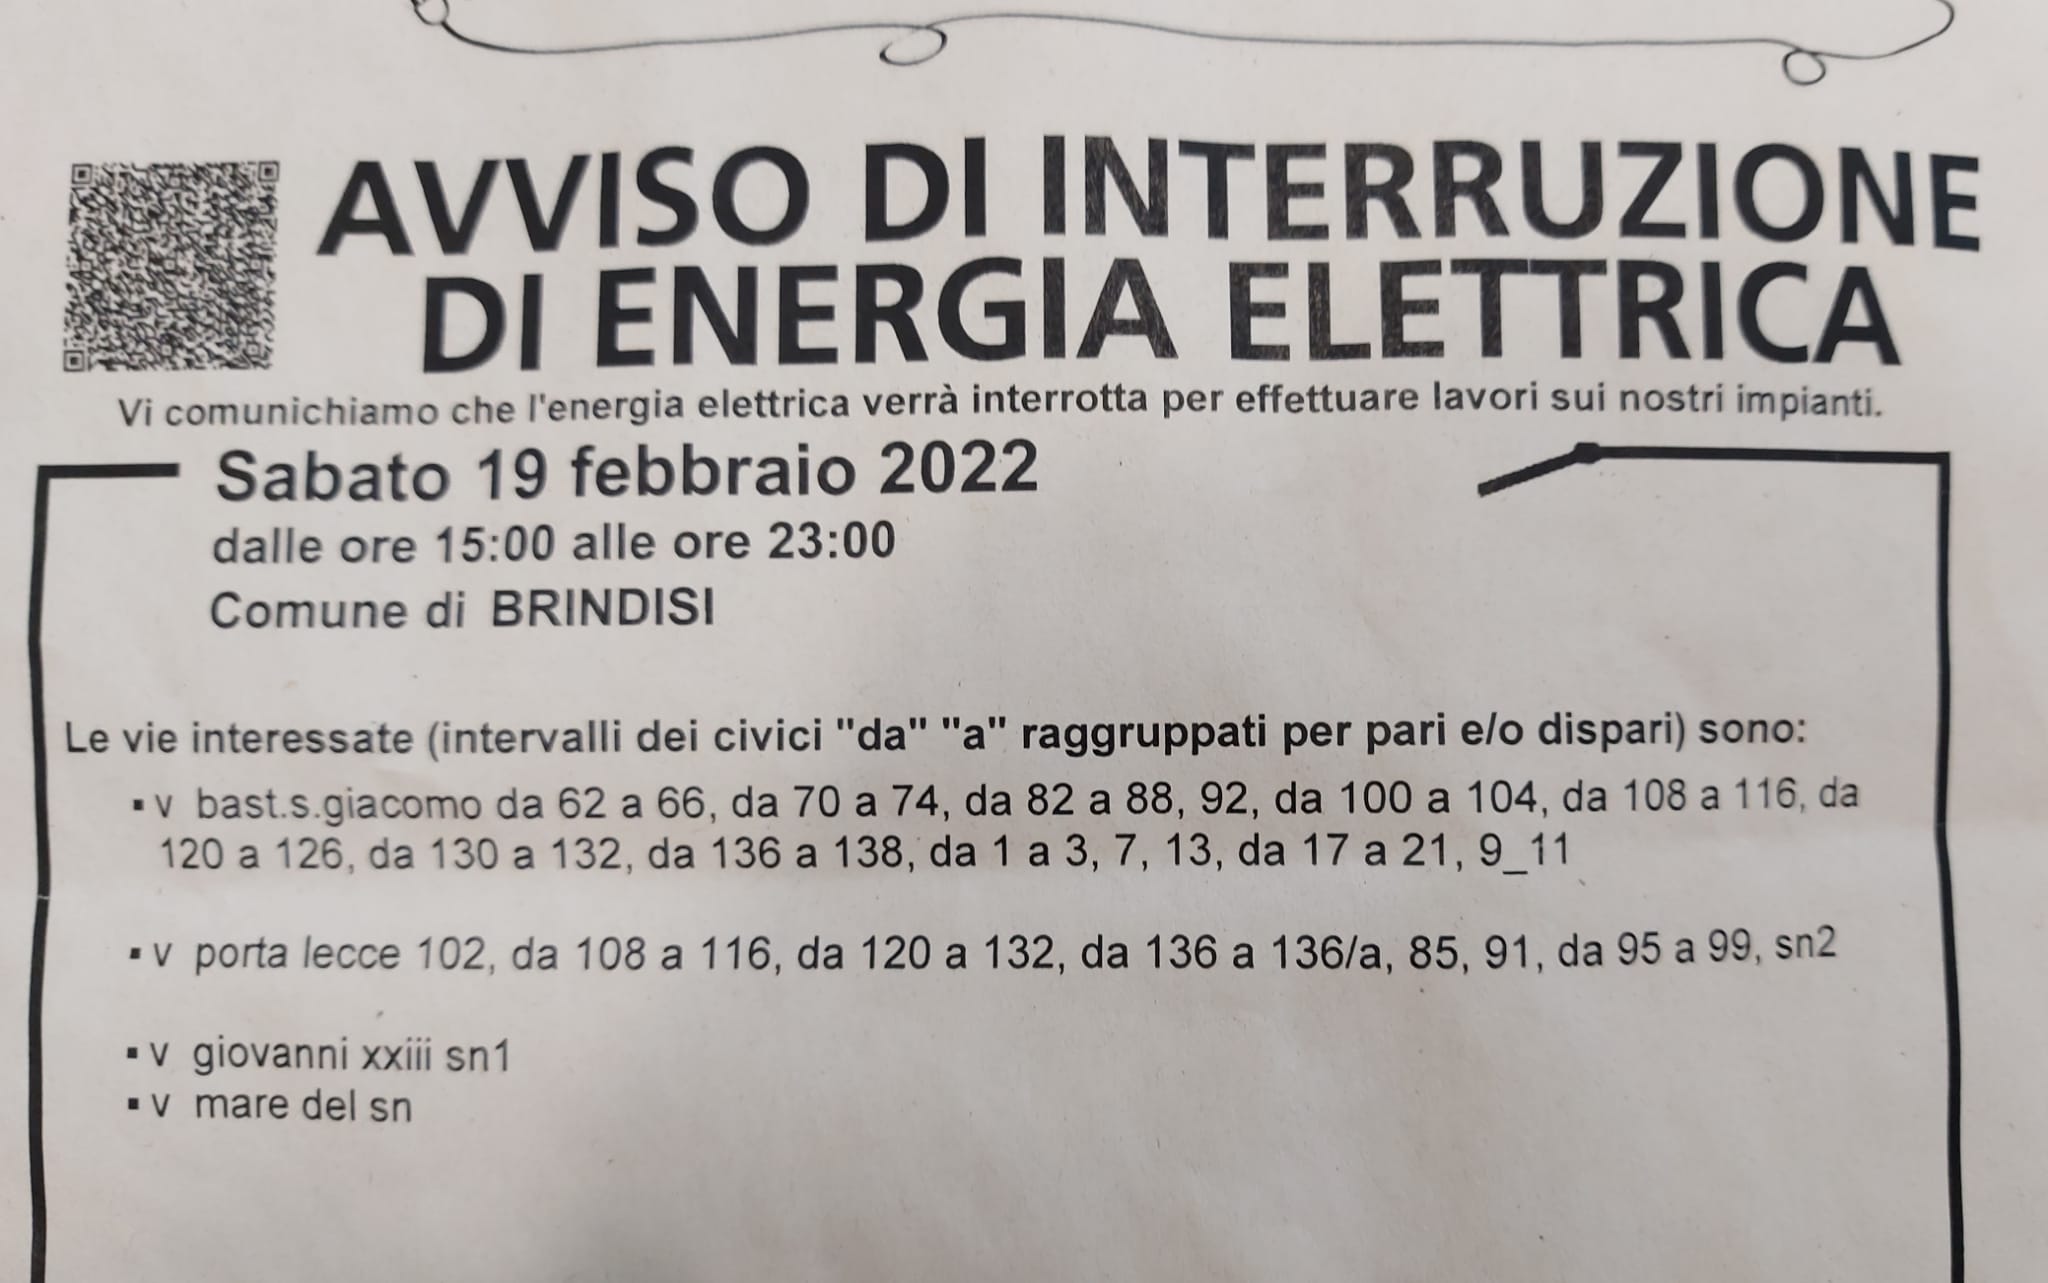 AVVISO DI INTERRUZIONE
DI ENERGIA ELETTRICA
Vi comunichiamo che l'energia elettrica verrà interrotta per effettuare lavori sui nostri impianti.
Sabato 19 febbraio 2022
dalle ore 15:00 alle ore 23:00
Comune di BRINDISI
Le vie interessate (intervalli dei civici "da" "a" raggruppati per pari e/o dispari) sono:
▪ v bast.s.giacomo da 62 a 66, da 70 a 74, da 82 a 88, 92, da 100 a 104, da 108 a 116, da
120 a 126, da 130 a 132, da 136 a 138, da 1 a 3, 7, 13, da 17 a 21, 9_11
▪ v porta lecce 102, da 108 a 116, da 120 a 132, da 136 a 136/a, 85, 91, da 95 a 99, sn2
▪ v giovanni xxiii sn1
▪ v mare del sn